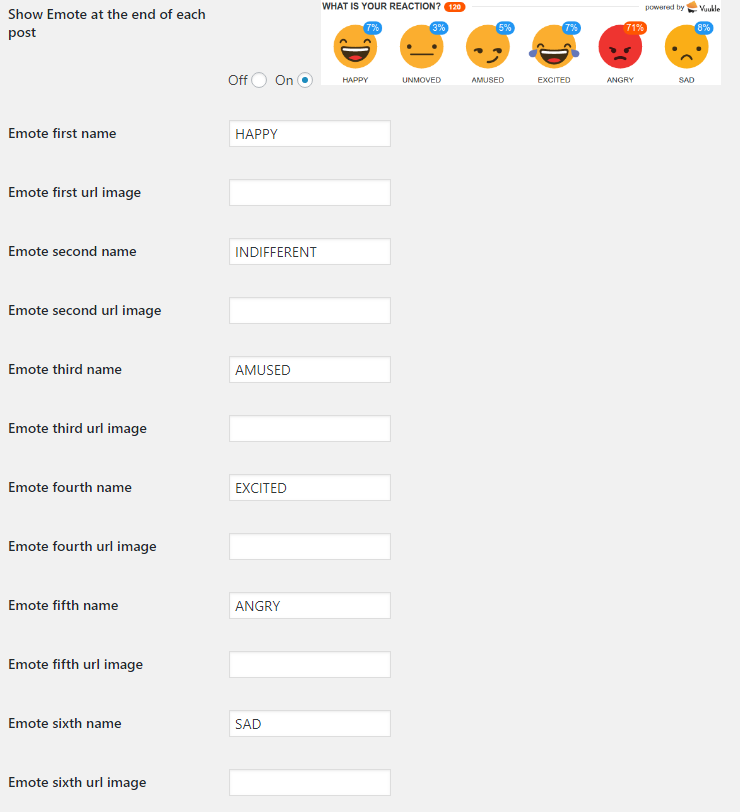 Show Emote at the end of each
post
WHAT IS YOUR REACTION? 120
powered by Vuukle
7% 3% 5% 7% 71% 8%
HAPPY UNMOVED AMUSED EXCITED ANGRY SAD
Off On
Emote first name HAPPY
Emote first url image
Emote second name INDIFFERENT
Emote second url image
Emote third name AMUSED
Emote third url image
Emote fourth name EXCITED
Emote fourth url image
Emote fifth name ANGRY
Emote fifth url image
Emote sixth name SAD
Emote sixth url image